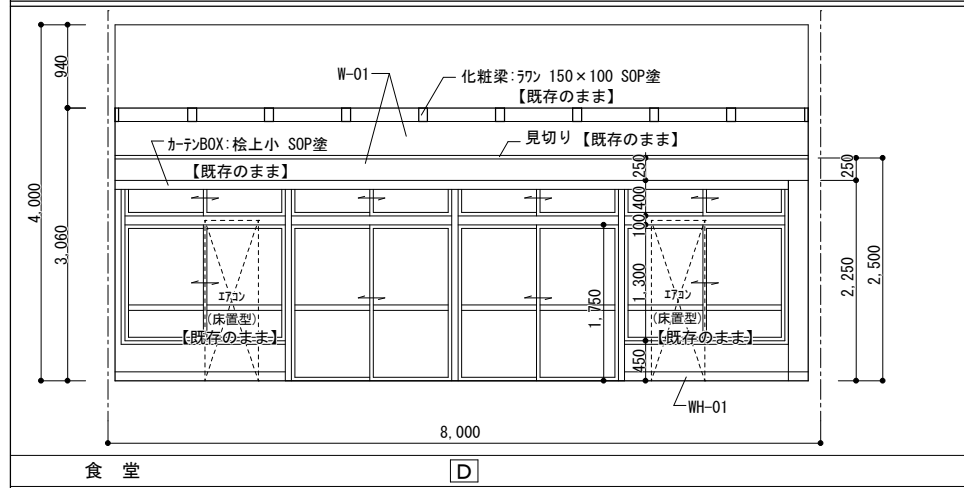 940
W-01
化粧梁:ﾗﾜﾝ 150×100 SOP塗
【既存のまま】
ｶｰﾃﾝBOX:桧上小 SOP塗
【既存のまま】
見切り 【既存のまま】
4,000
3,060
250
400
100
1,300
450
1,750
250
2,250
2,500
ｴｱｺﾝ
(床置型)
【既存のまま】
ｴｱｺﾝ
(床置型)
【既存のまま】
WH-01
8,000
食 堂
D